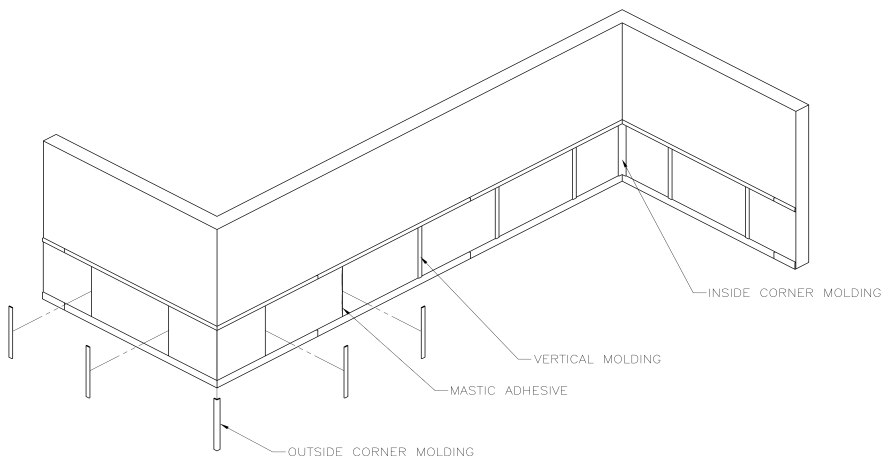 INSIDE CORNER MOLDING
VERTICAL MOLDING
MASTIC ADHESIVE
OUTSIDE CORNER MOLDING